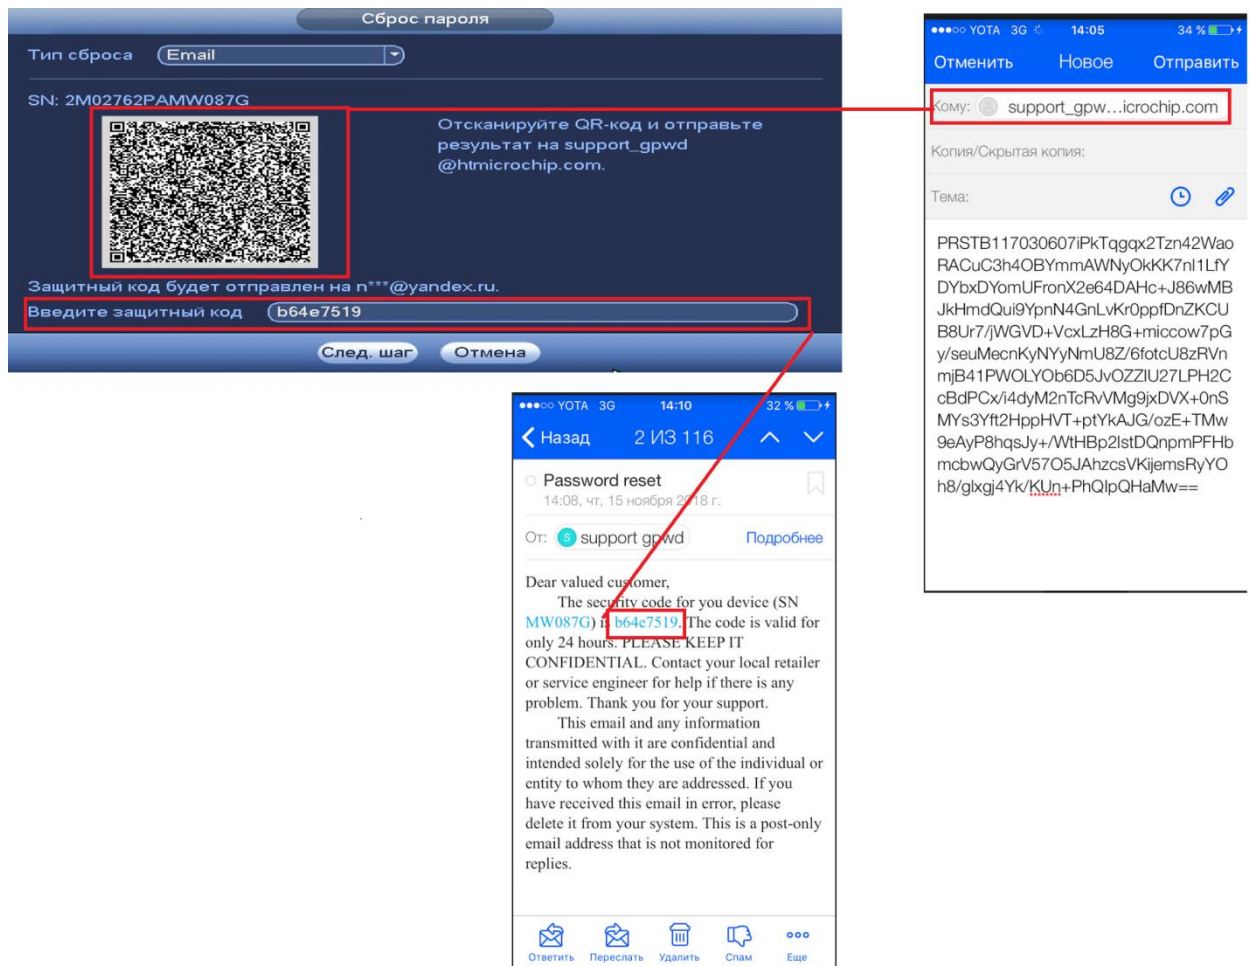 Сброс пароля
Тип сброса Email
SN: 2M02762PAMW087G
Отсканируйте QR-код и отправьте
результат на support_gpwd
@htmicrochip.com.
Защитный код будет отправлен на n***@yandex.ru.
Введите защитный код b64e7519
След. шаг Отмена
YOTA 3G 14:05 34 %
Отменить Новое Отправить
Кому: support_gpw...icrochip.com
Копия/Скрытая копия:
Тема:
PRSTB117030607iPkTqgqx2Tzn42Wao
RACuC3h4OBYmmAWNyOkKK7nI1LfY
DYbxDYomUFronX2e64DAHc+J86wMB
JkHmdQui9YpnN4GnLvKr0ppfDnZKCU
B8Ur7/jWGVD+VcxLzH8G+miccow7pG
y/seuMecnKyNYyNmU8Z/6fotcU8zRVn
mjB41PWOLYOb6D5JvOZZIU27LPH2C
cBdPCx/i4dyM2nTcRvVMg9jxDVX+0nS
MYs3Yft2HppHVT+ptYkAJG/ozE+TMw
9eAyP8hqsJy+/WtHBp2lstDQnpmPFHb
mcbwQyGrV57O5JAhzcsVKijemsRyYO
h8/glxgj4Yk/KUn+PhQIpQHaMw==
YOTA 3G 14:10 32 %
Назад 2 ИЗ 116
Password reset
14:08, чт, 15 ноября 2018 г.
От: S support gpwd Подробнее
Dear valued customer,
The security code for you device (SN
MW087G) is b64e7519. The code is valid for
only 24 hours. PLEASE KEEP IT
CONFIDENTIAL. Contact your local retailer
or service engineer for help if there is any
problem. Thank you for your support.
This email and any information
transmitted with it are confidential and
intended solely for the use of the individual or
entity to whom they are addressed. If you
have received this email in error, please
delete it from your system. This is a post-only
email address that is not monitored for
replies.
Ответить Переслать Удалить Спам Еще